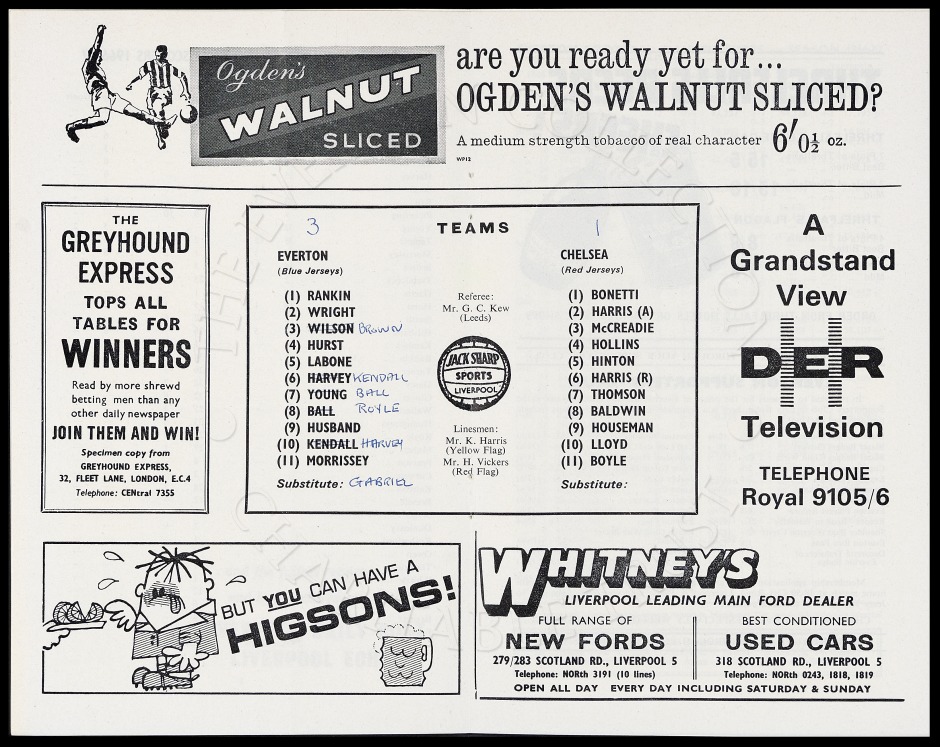 Ogden's
WALNUT
SLICED
are you ready yet for...
OGDEN'S WALNUT SLICED?
A medium strength tobacco of real character 6'0½ oz.
WP12
THE
GREYHOUND
EXPRESS
TOPS ALL
TABLES FOR
WINNERS
Read by more shrewd
betting men than any
other daily newspaper
JOIN THEM AND WIN!
Specimen copy from
GREYHOUND EXPRESS,
32, FLEET LANE, LONDON, E.C.4
Telephone: CENtral 7355
3 TEAMS 1
EVERTON
(Blue Jerseys)
(1) RANKIN
(2) WRIGHT
(3) WILSON BROWN
(4) HURST
(5) LABONE
(6) HARVEY KENDALL
(7) YOUNG BALL
(8) BALL ROYLE
(9) HUSBAND
(10) KENDALL HARVEY
(11) MORRISSEY
Substitute: GABRIEL
Referee:
Mr. G. C. Kew
(Leeds)
JACK SHARP
SPORTS
LIVERPOOL
Linesmen:
Mr. K. Harris
(Yellow Flag)
Mr. H. Vickers
(Red Flag)
CHELSEA
(Red Jerseys)
(1) BONETTI
(2) HARRIS (A)
(3) McCREADIE
(4) HOLLINS
(5) HINTON
(6) HARRIS (R)
(7) THOMSON
(8) BALDWIN
(9) HOUSEMAN
(10) LLOYD
(11) BOYLE
Substitute:
A
Grandstand
View
DER
Television
TELEPHONE
Royal 9105/6
BUT YOU CAN HAVE A
HIGSONS!
WHITNEYS
LIVERPOOL LEADING MAIN FORD DEALER
FULL RANGE OF
NEW FORDS
279/283 SCOTLAND RD., LIVERPOOL 5
Telephone: NORth 3191 (10 lines)
BEST CONDITIONED
USED CARS
318 SCOTLAND RD., LIVERPOOL 5
Telephone: NORth 0243, 1818, 1819
OPEN ALL DAY EVERY DAY INCLUDING SATURDAY & SUNDAY